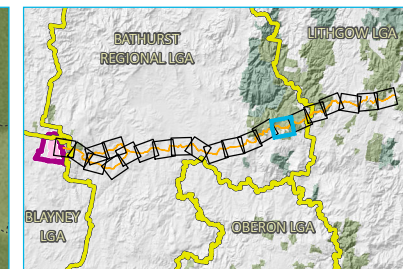 BATHURST
REGIONAL LGA
LITHGOW LGA
BLAYNEY
LGA
OBERON LGA